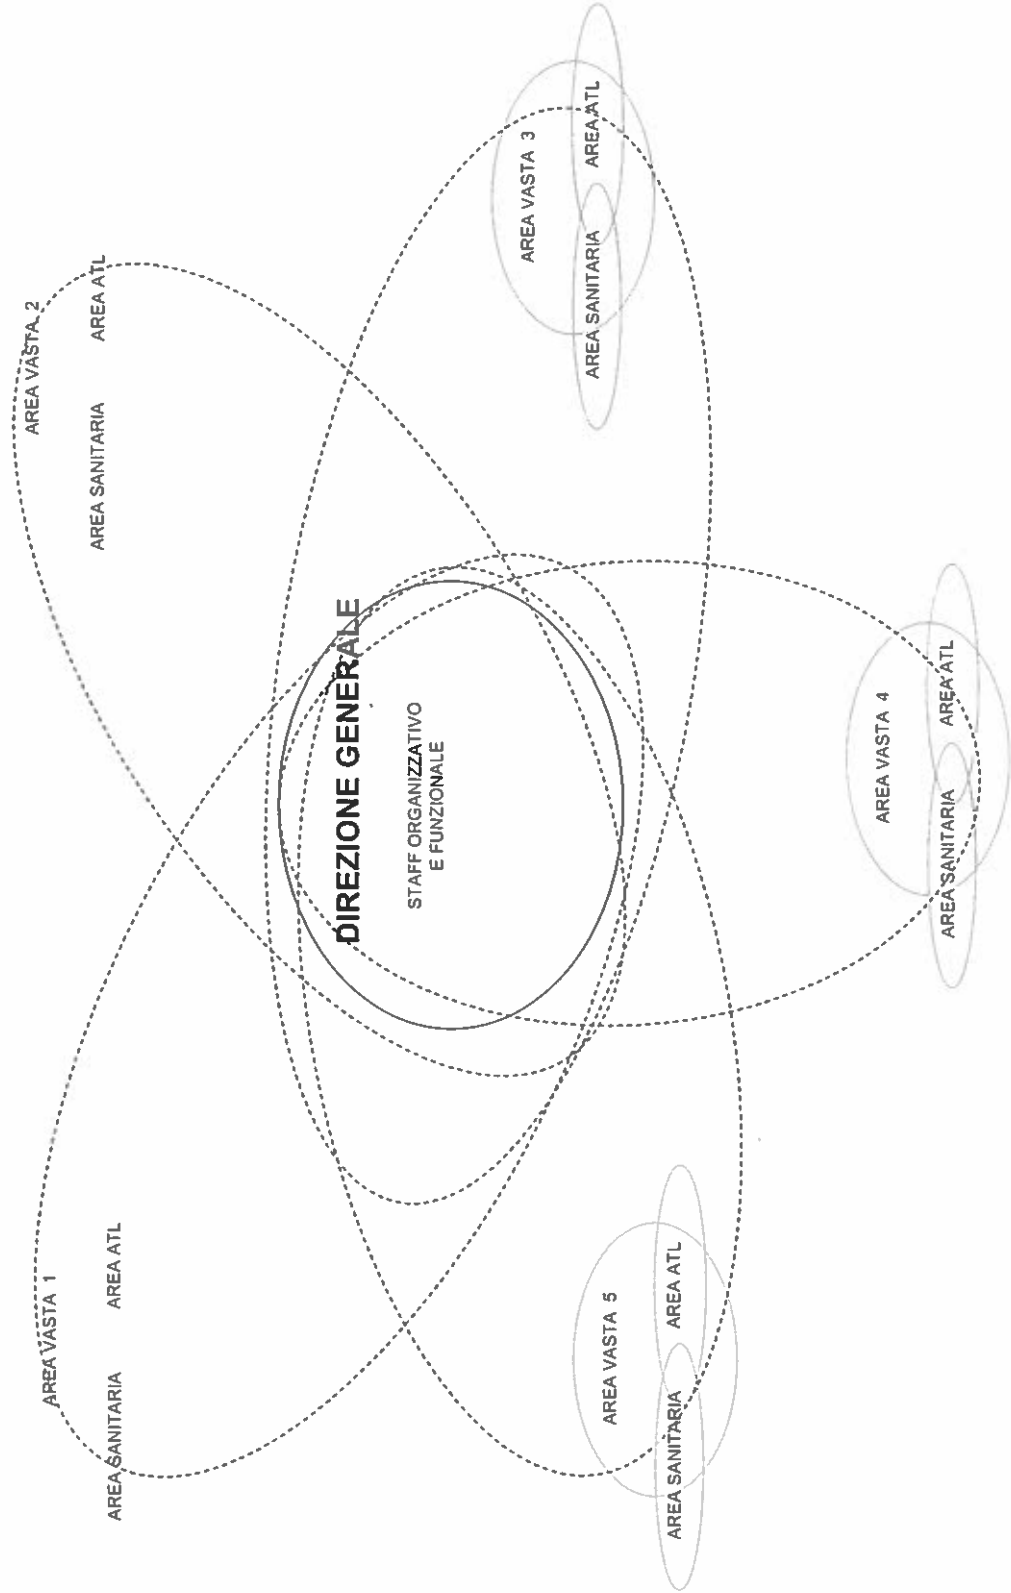 AREA VASTA 1
AREA SANITARIA
AREA ATL
AREA VASTA 2
AREA SANITARIA
AREA ATL
DIREZIONE GENERALE
STAFF ORGANIZZATIVO
E FUNZIONALE
AREA VASTA 3
AREA SANITARIA
AREA ATL
AREA VASTA 5
AREA SANITARIA
AREA ATL
AREA VASTA 4
AREA SANITARIA
AREA ATL